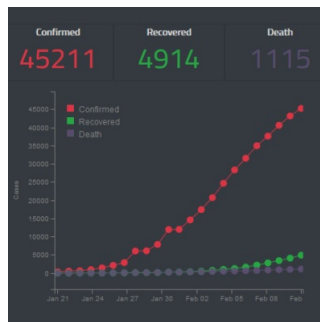 Confirmed Recovered Death
45211 4914 1115
Confirmed
Recovered
Death
45000
40000
35000
30000
25000
20000
15000
10000
5000
0
Cases
Jan 21 Jan 24 Jan 27 Jan 30 Feb 02 Feb 05 Feb 08 Feb